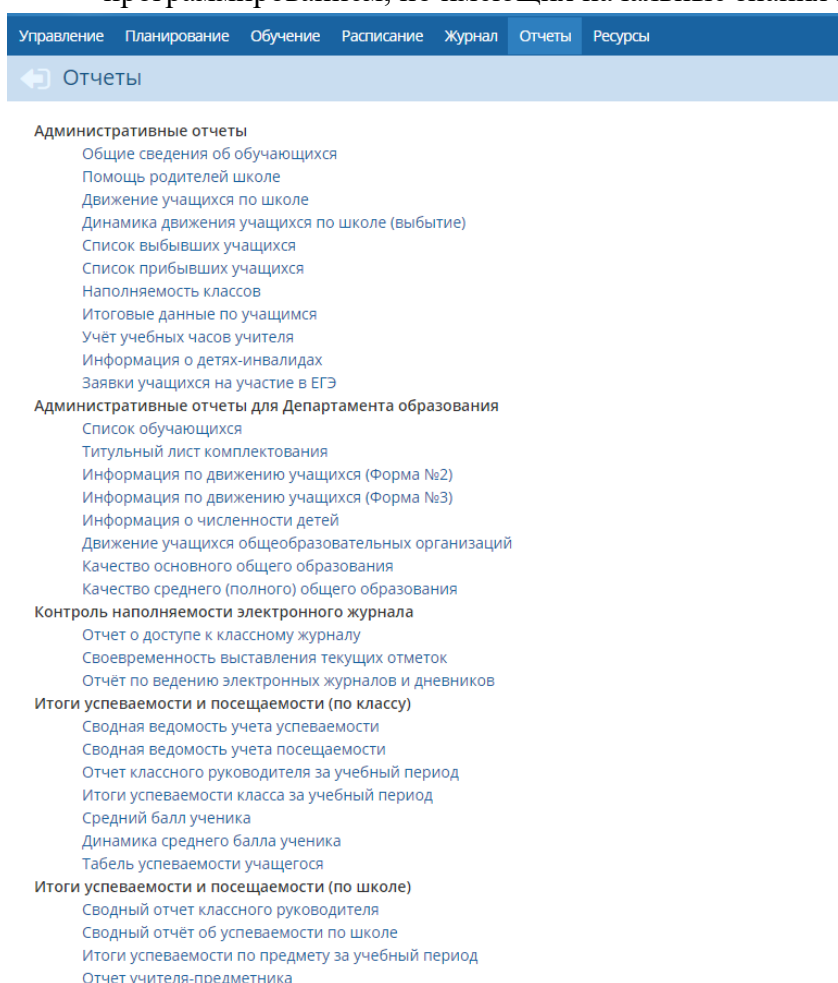 программированием, но имеющих начальные знания
Управление Планирование Обучение Расписание Журнал Отчеты Ресурсы
Отчеты
Административные отчеты
Общие сведения об обучающихся
Помощь родителей школе
Движение учащихся по школе
Динамика движения учащихся по школе (выбытие)
Список выбывших учащихся
Список прибывших учащихся
Наполняемость классов
Итоговые данные по учащимся
Учёт учебных часов учителя
Информация о детях-инвалидах
Заявки учащихся на участие в ЕГЭ
Административные отчеты для Департамента образования
Список обучающихся
Титульный лист комплектования
Информация по движению учащихся (Форма №2)
Информация по движению учащихся (Форма №3)
Информация о численности детей
Движение учащихся общеобразовательных организаций
Качество основного общего образования
Качество среднего (полного) общего образования
Контроль наполняемости электронного журнала
Отчет о доступе к классному журналу
Своевременность выставления текущих отметок
Отчёт по ведению электронных журналов и дневников
Итоги успеваемости и посещаемости (по классу)
Сводная ведомость учета успеваемости
Сводная ведомость учета посещаемости
Отчет классного руководителя за учебный период
Итоги успеваемости класса за учебный период
Средний балл ученика
Динамика среднего балла ученика
Табель успеваемости учащегося
Итоги успеваемости и посещаемости (по школе)
Сводный отчет классного руководителя
Сводный отчёт об успеваемости по школе
Итоги успеваемости по предмету за учебный период
Отчет учителя-предметника